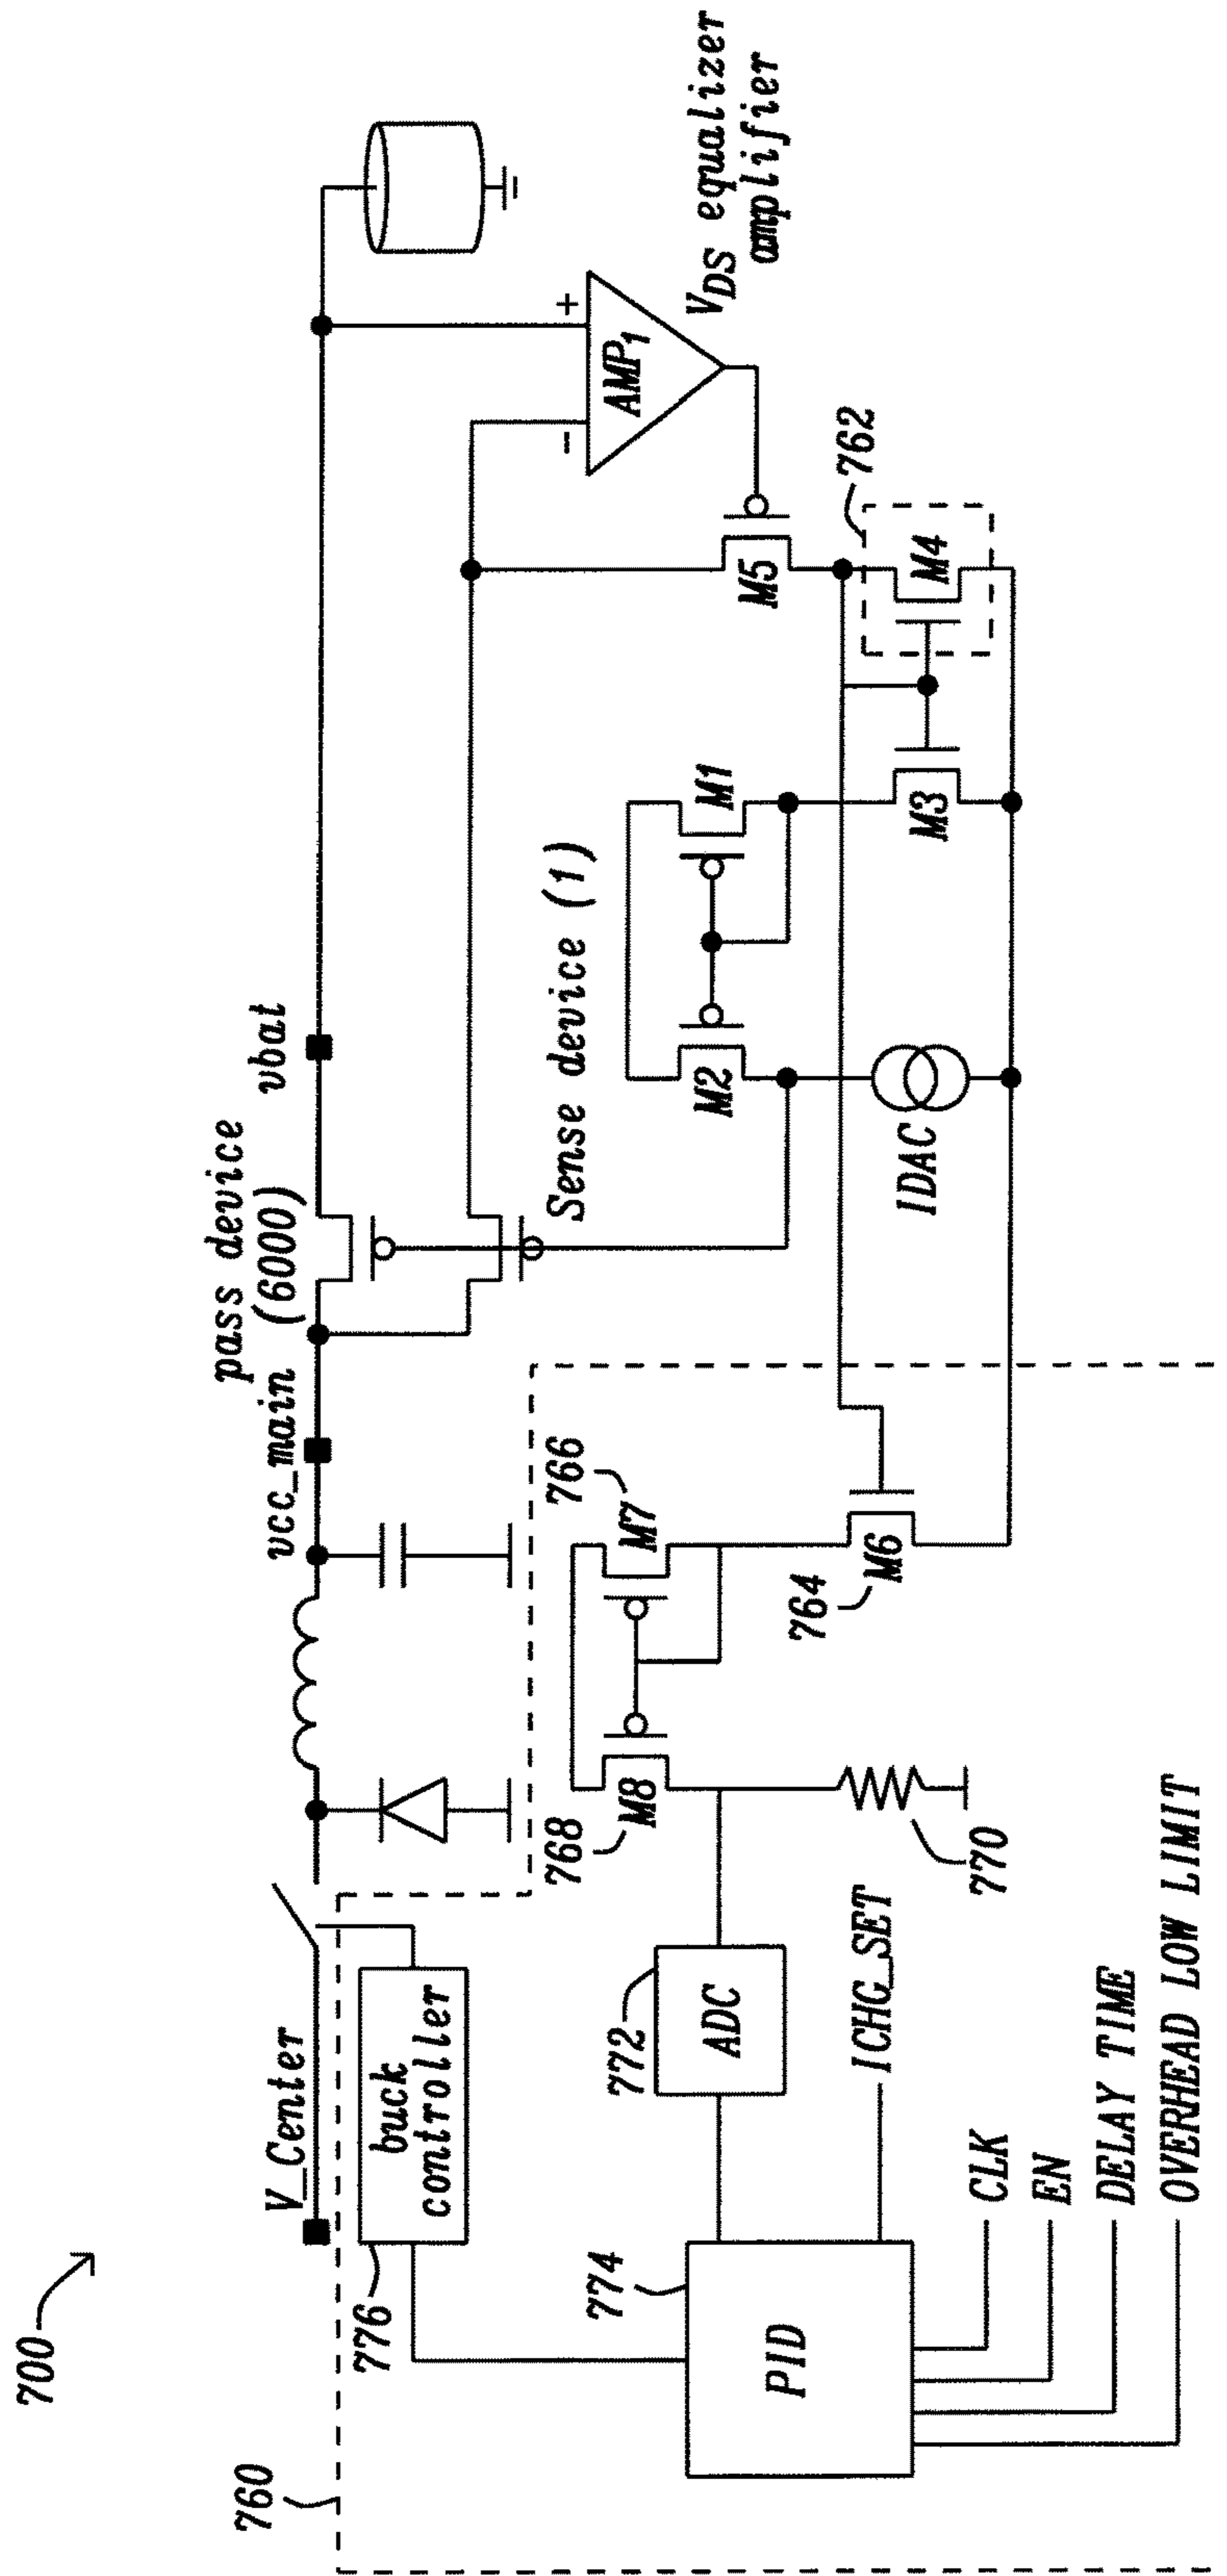 700
760
V_Center
vcc_main
pass device
(6000)
vbat
776
buck
controller
Sense device (1)
AMP1
+
-
VDS equalizer
amplifier
774
PID
772
ADC
768
M8
766
M7
764
M6
770
M2
M1
M5
762
M4
M3
IDAC
ICHG_SET
CLK
EN
DELAY TIME
OVERHEAD LOW LIMIT